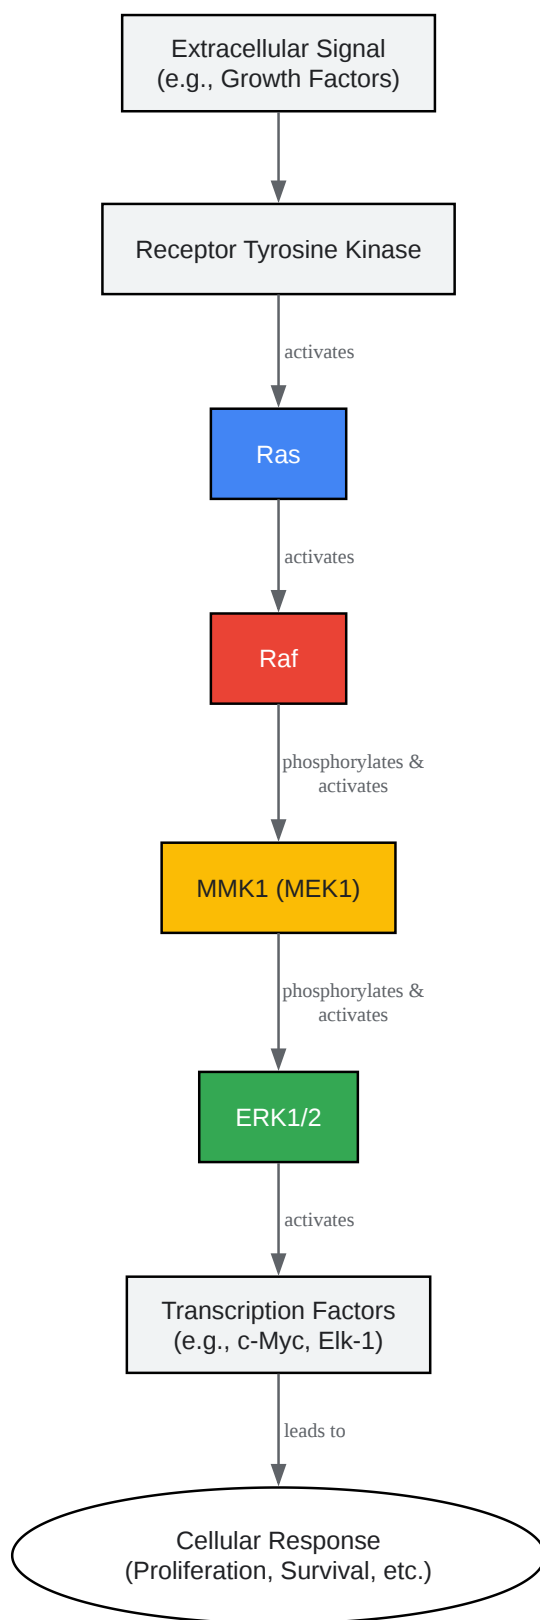 Extracellular Signal
(e.g., Growth Factors)
Receptor Tyrosine Kinase
activates
Ras
activates
Raf
phosphorylates &
activates
MMK1 (MEK1)
phosphorylates &
activates
ERK1/2
activates
Transcription Factors
(e.g., c-Myc, Elk-1)
leads to
Cellular Response
(Proliferation, Survival, etc.)